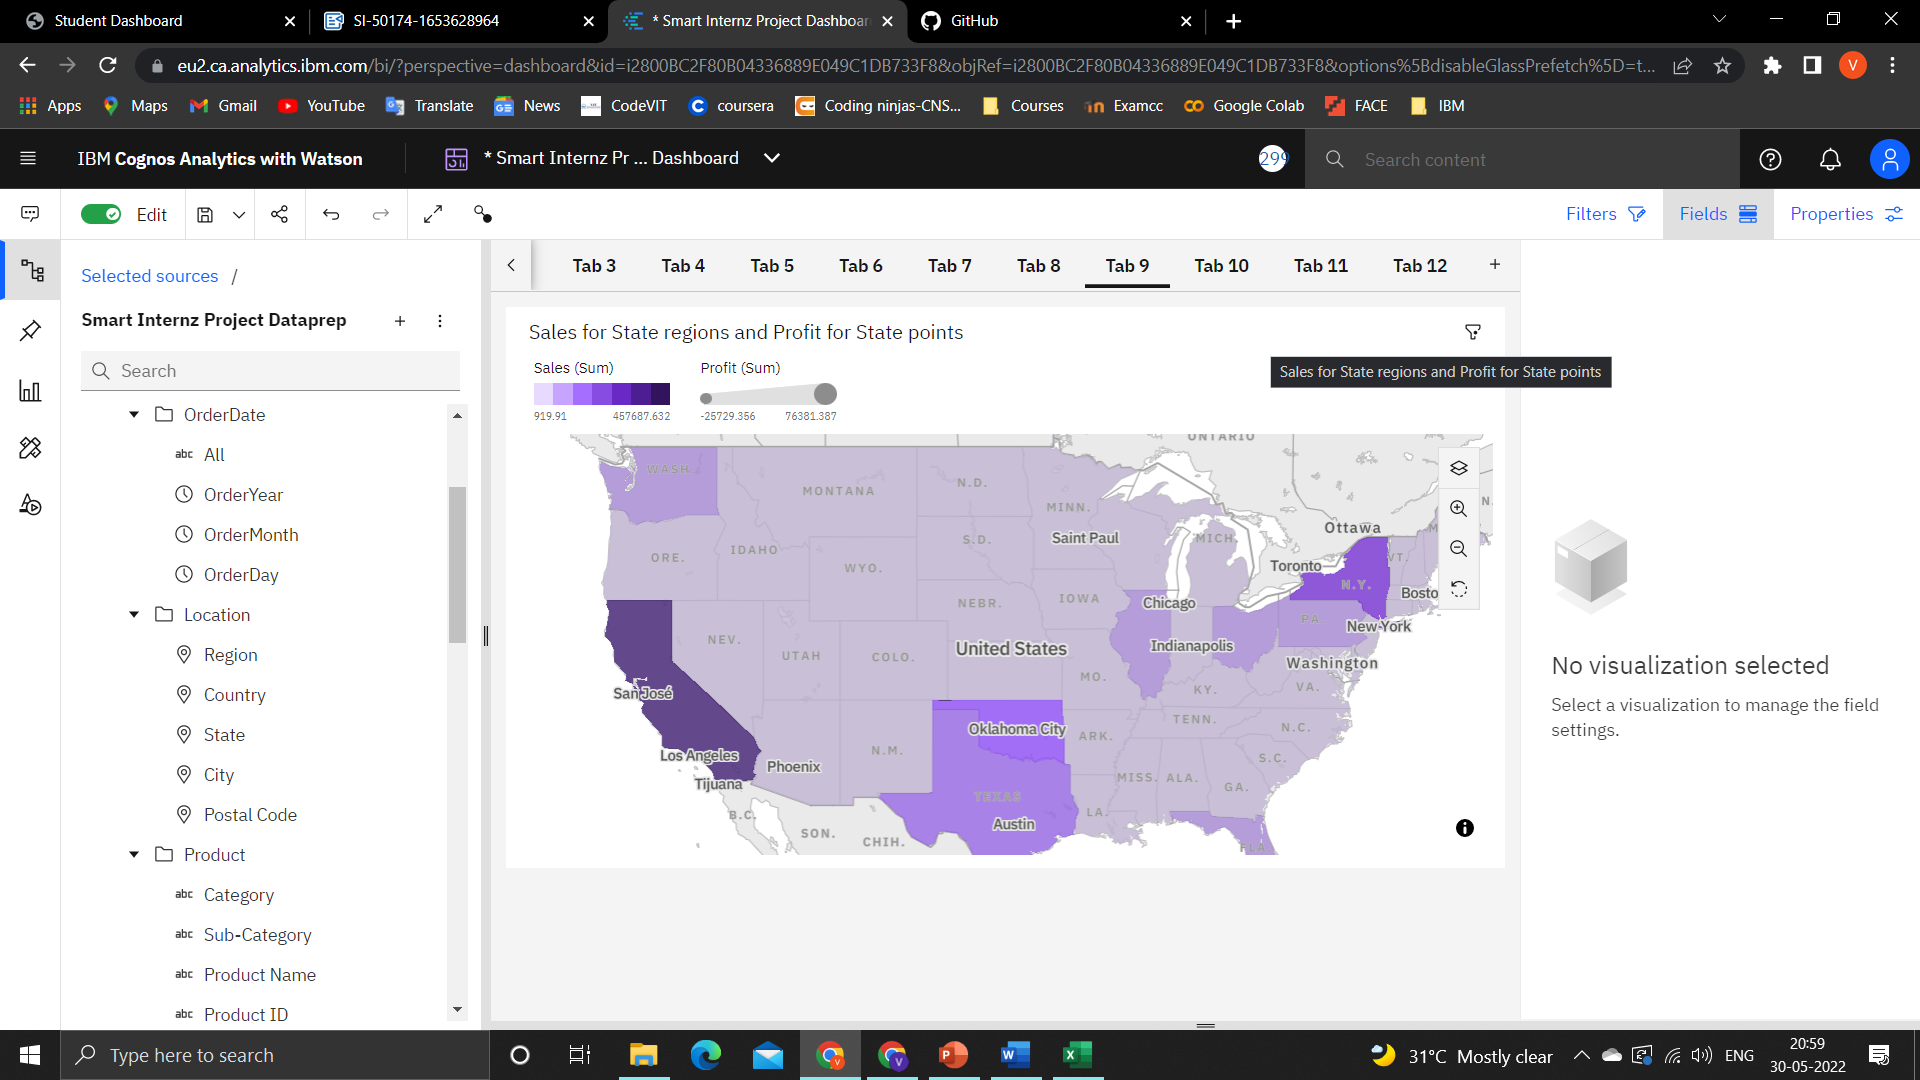 Student Dashboard
SI-50174-1653628964
* Smart Internz Project Dashboar
GitHub
eu2.ca.analytics.ibm.com/bi/?perspective=dashboard&id=i2800BC2F80B04336889E049C1DB733F8&objRef=i2800BC2F80B04336889E049C1DB733F8&options%5BdisableGlassPrefetch%5D=t...
V
Apps
Maps
Gmail
YouTube
Translate
News
CodeVIT
coursera
Coding ninjas-CNS...
Courses
Examcc
Google Colab
FACE
IBM
IBM Cognos Analytics with Watson
* Smart Internz Pr ... Dashboard
299
Search content
Edit
Filters
Fields
Properties
Selected sources /
Smart Internz Project Dataprep
Search
OrderDate
abc All
OrderYear
OrderMonth
OrderDay
Location
Region
Country
State
City
Postal Code
Product
abc Category
abc Sub-Category
abc Product Name
abc Product ID
Tab 3
Tab 4
Tab 5
Tab 6
Tab 7
Tab 8
Tab 9
Tab 10
Tab 11
Tab 12
Sales for State regions and Profit for State points
Sales for State regions and Profit for State points
Sales (Sum)
919.91
457687.632
Profit (Sum)
-25729.356
76381.387
ONTARIO
WASH.
MONTANA
N.D.
MINN.
Ottawa
ORE.
IDAHO
S.D.
Saint Paul
MICH.
VT.
WYO.
Toronto
N.Y.
NEBR.
IOWA
Chicago
Bosto
PA.
New York
NEV.
UTAH
COLO.
United States
Indianapolis
Washington
MO.
KY.
VA.
San José
Oklahoma City
ARK.
TENN.
N.C.
N.M.
Los Angeles
Phoenix
S.C.
Tijuana
MISS.
ALA.
GA.
TEXAS
B.C.
SON.
CHIH.
Austin
LA.
FLA.
No visualization selected
Select a visualization to manage the field
settings.
Type here to search
31°C Mostly clear
ENG
20:59
30-05-2022